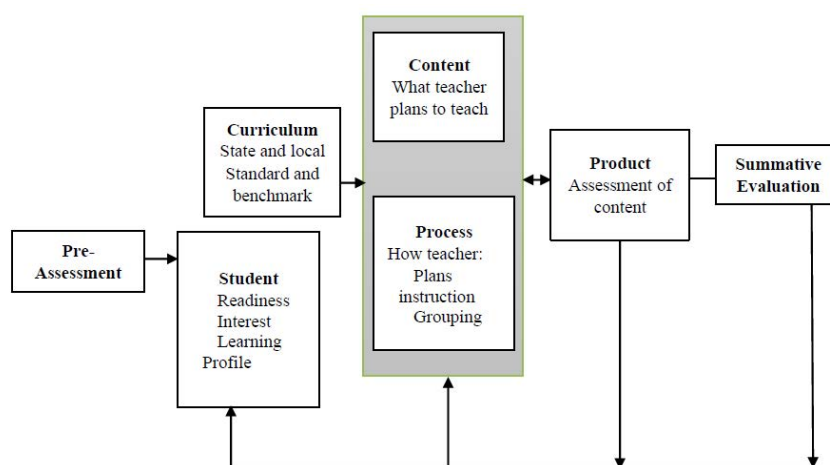 Pre-
Assessment
Curriculum
State and local
Standard and
benchmark
Student
Readiness
Interest
Learning
Profile
Content
What teacher
plans to teach
Process
How teacher:
Plans
instruction
Grouping
Product
Assessment of
content
Summative
Evaluation